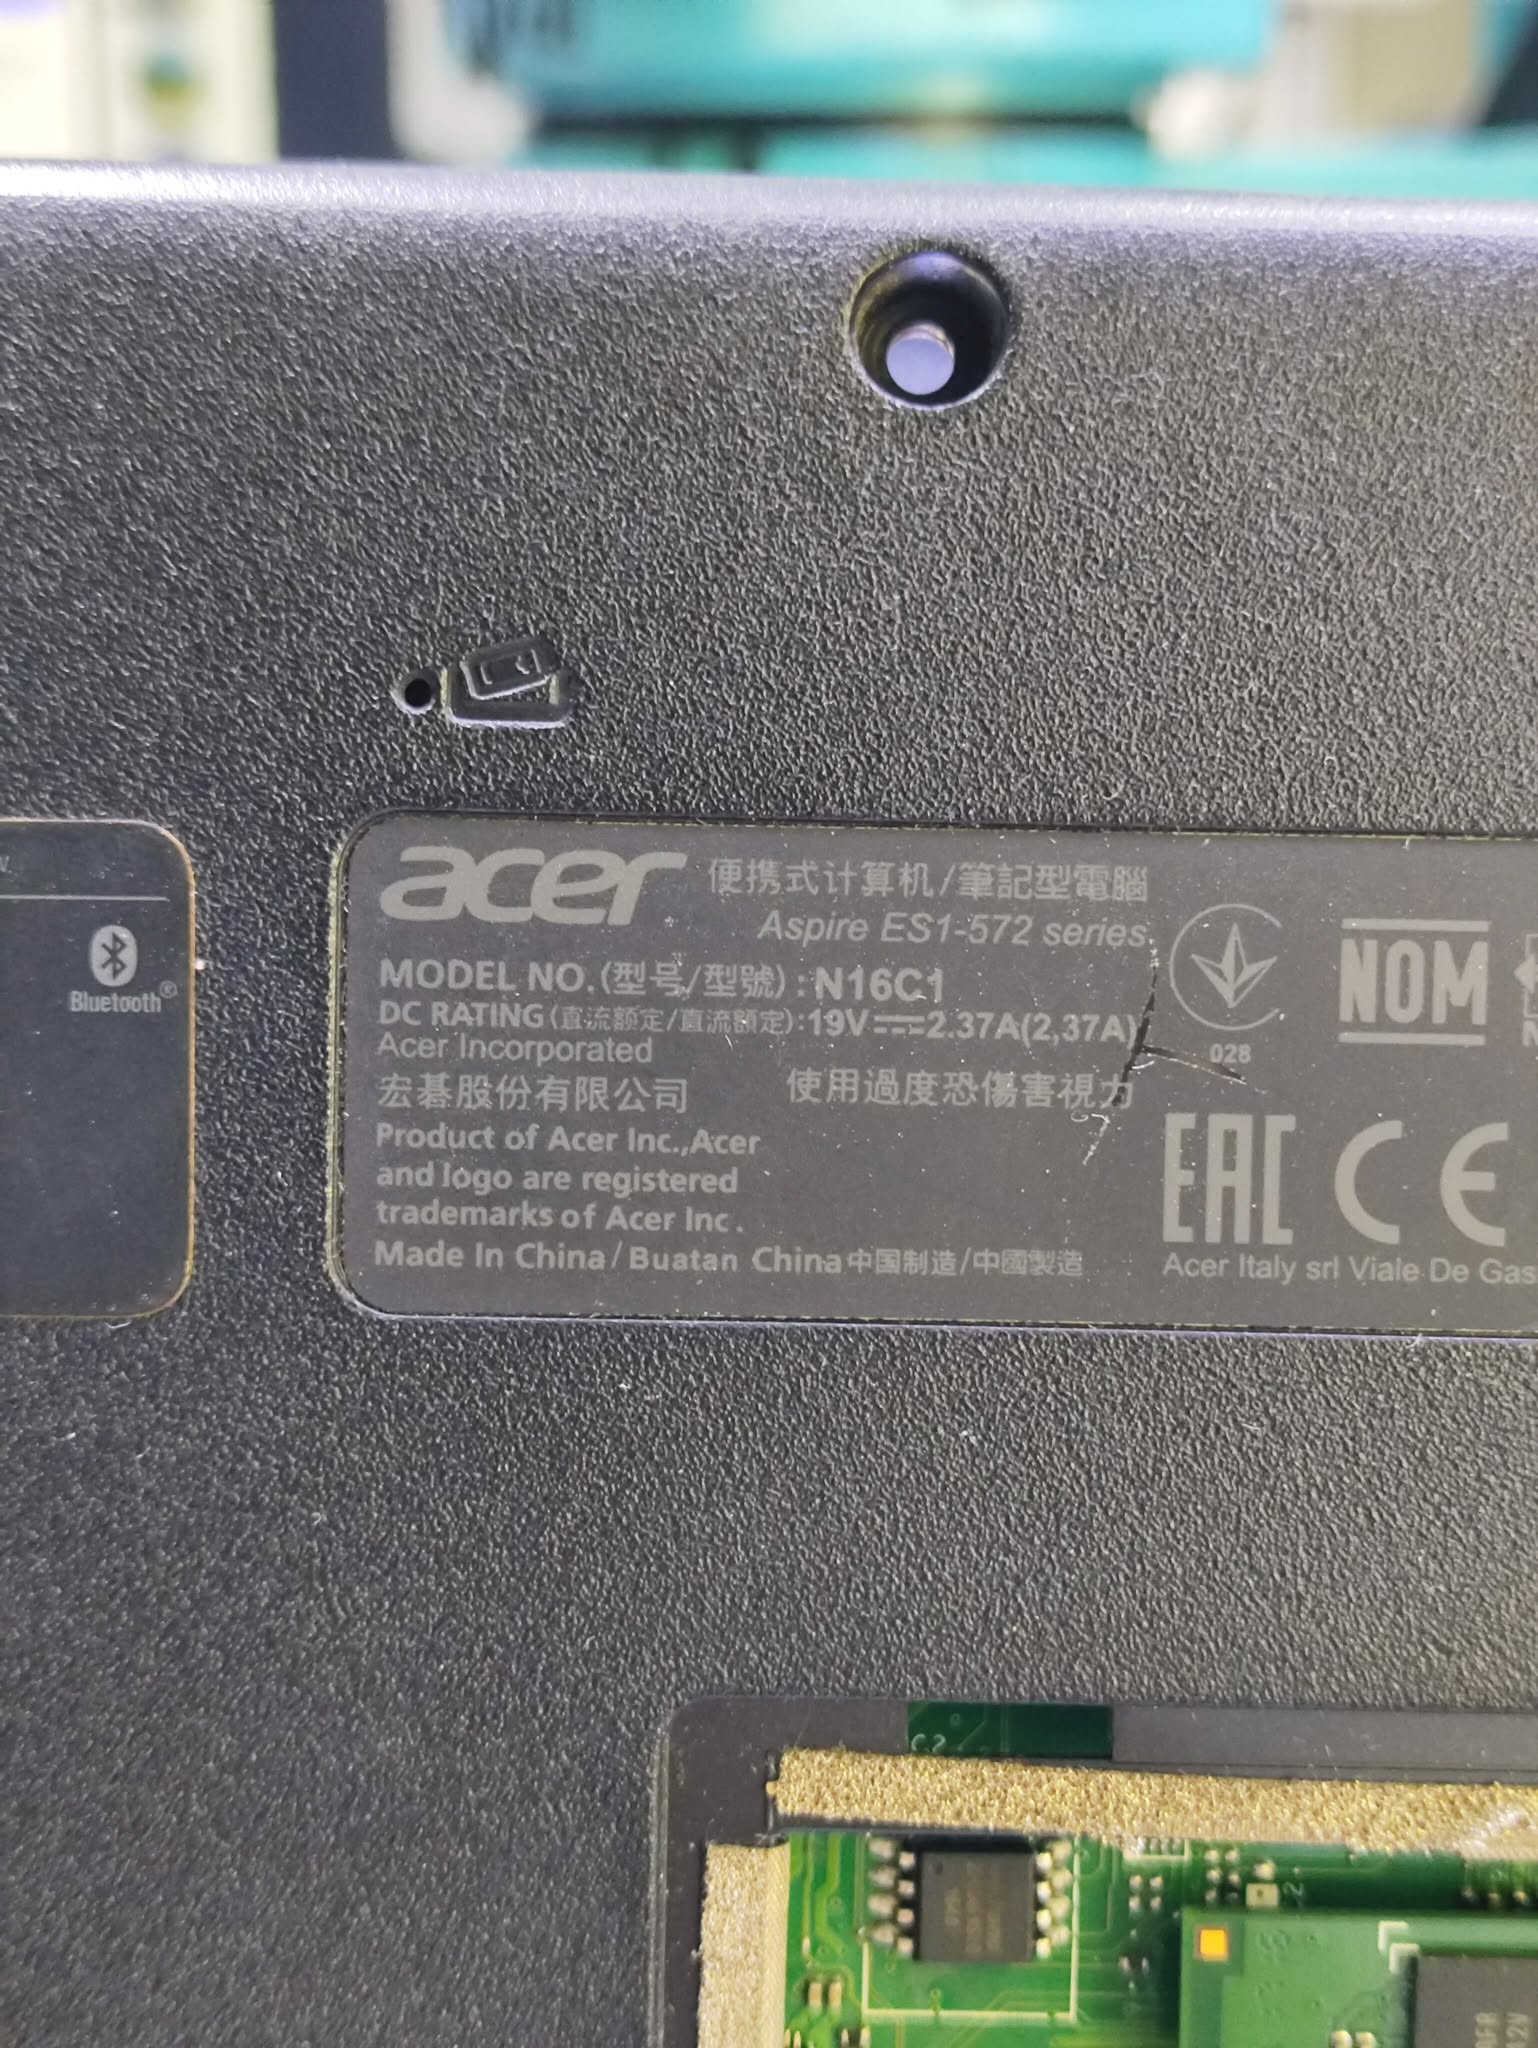 Bluetooth®
acer 便携式计算机/筆記型電腦
Aspire ES1-572 series
MODEL NO.(型号/型號):N16C1
DC RATING(直流额定/直流額定):19V⎓2.37A(2,37A)
Acer Incorporated
宏碁股份有限公司 使用過度恐傷害視力
Product of Acer Inc.,Acer
and logo are registered
trademarks of Acer Inc.
Made In China/Buatan China中国制造/中國製造
028
NOM
EAC CE
Acer Italy srl Viale De Gas
C2